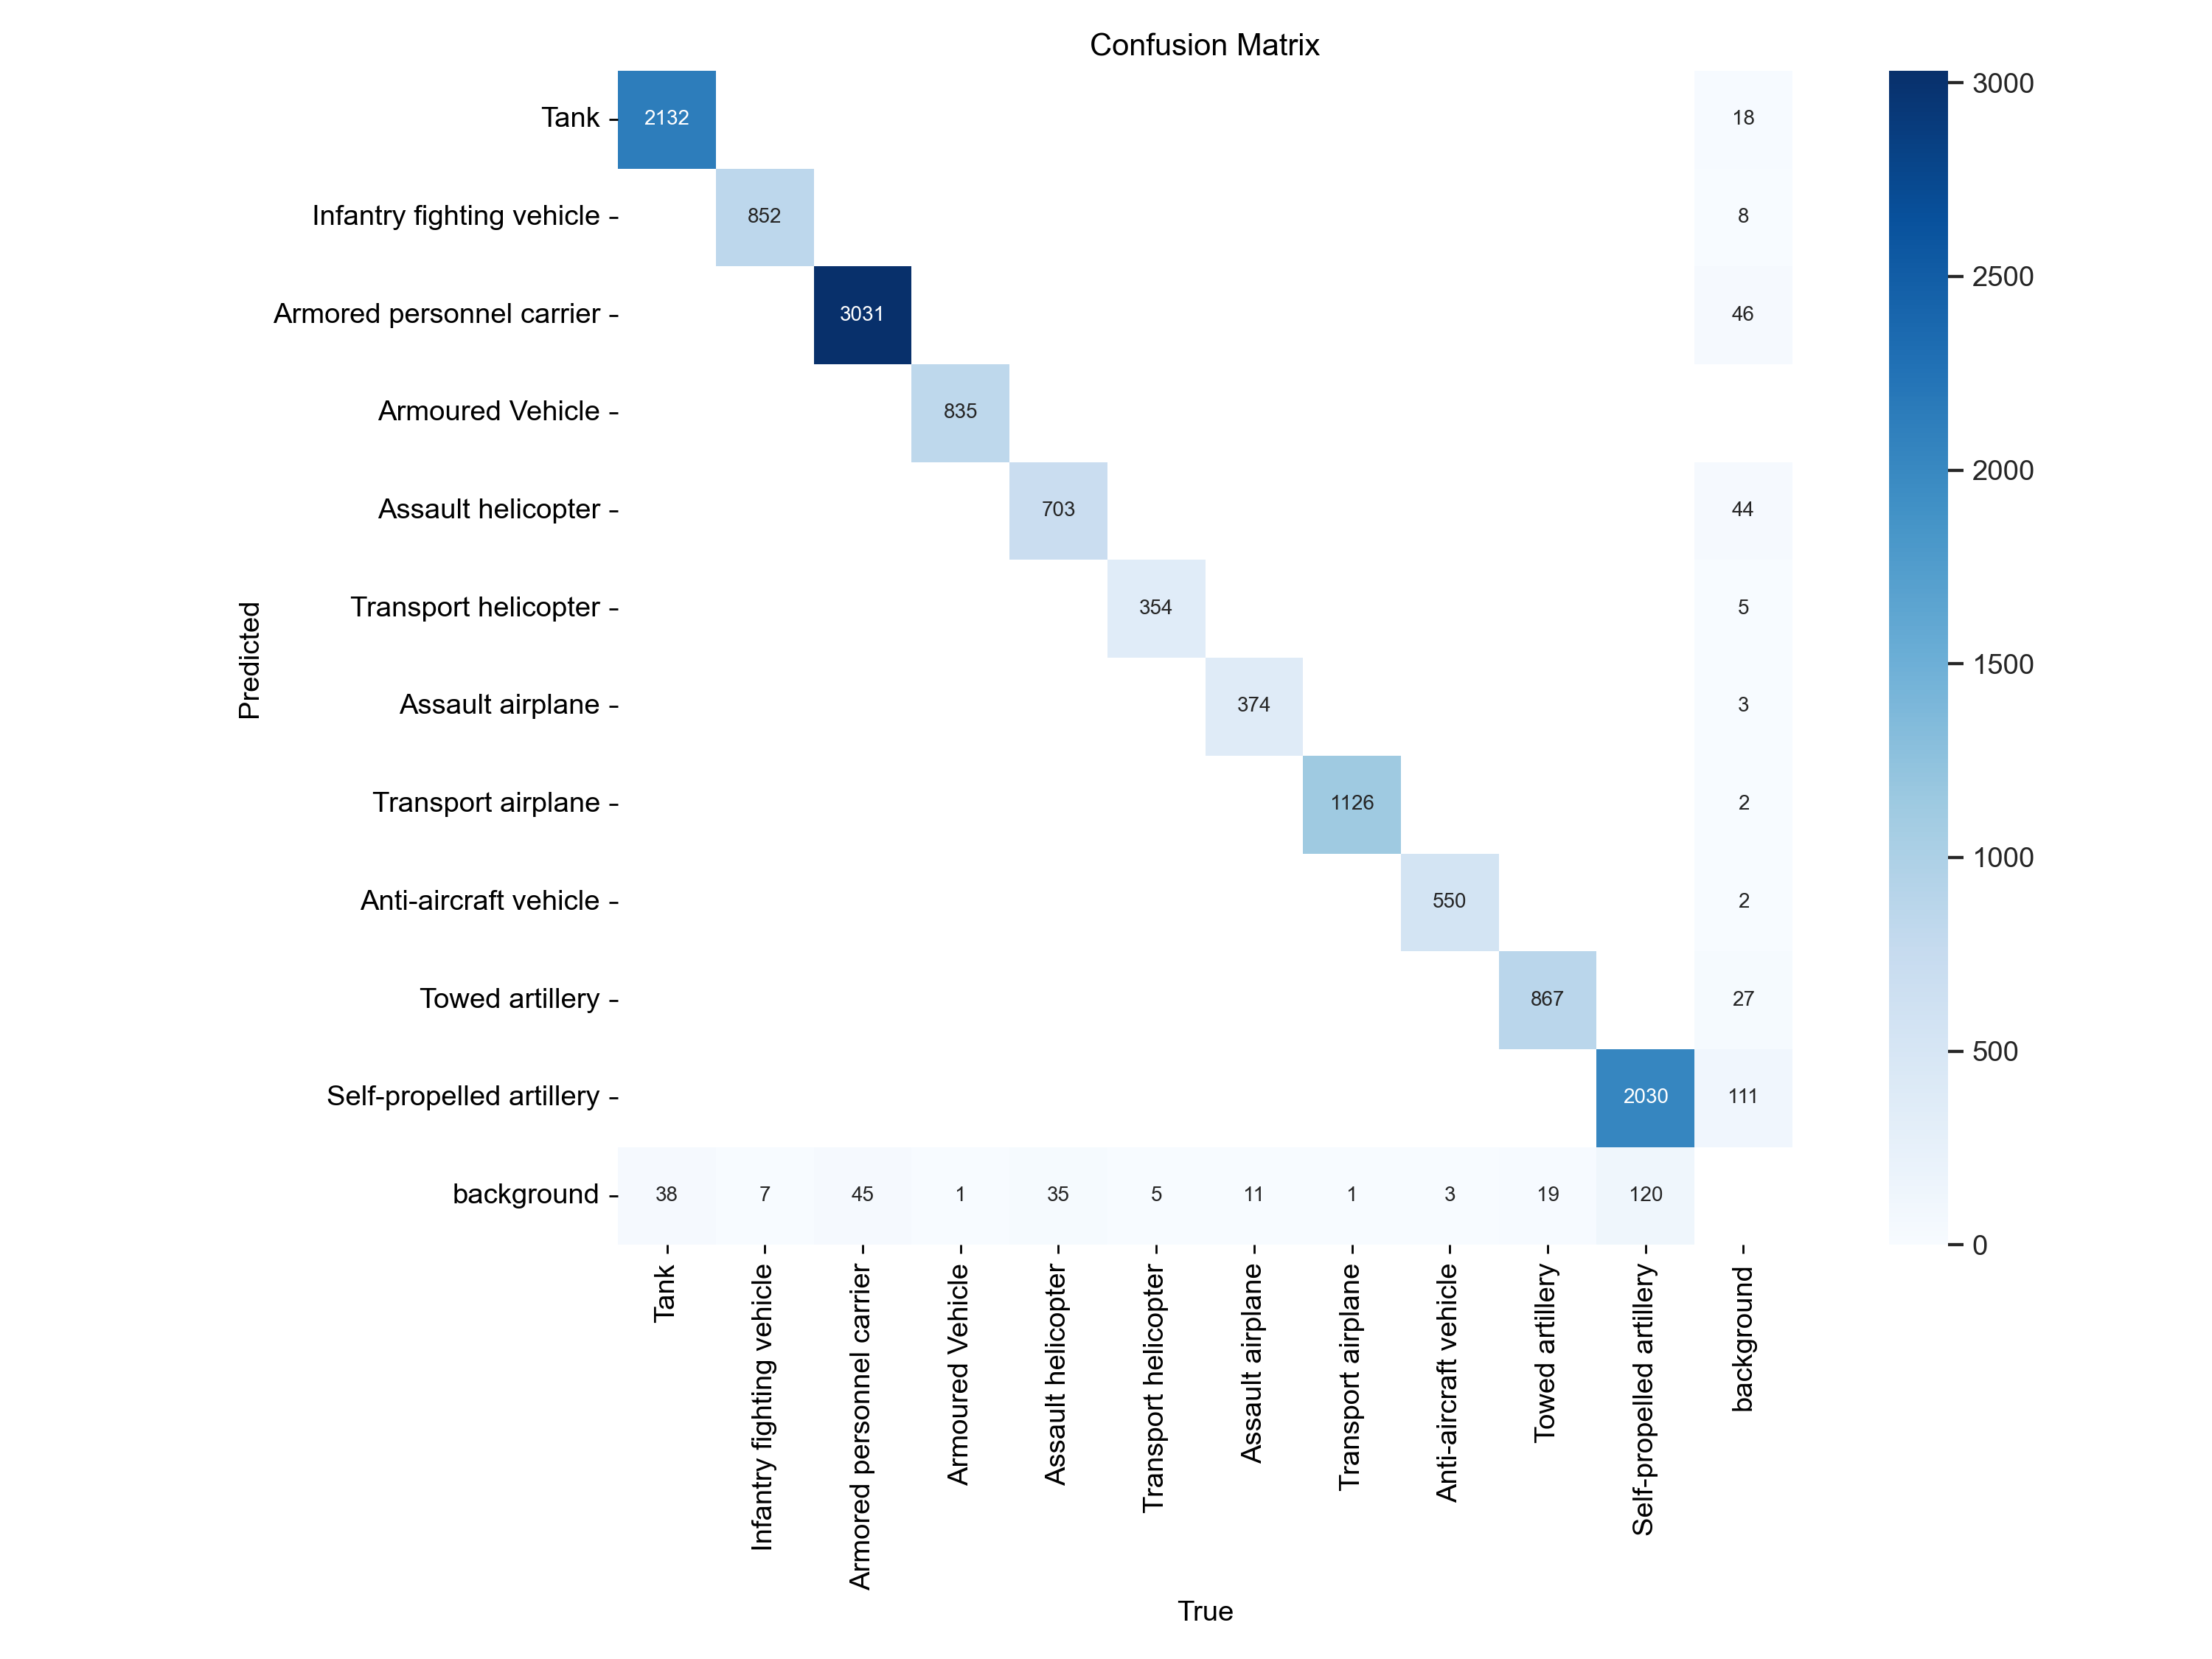 Confusion Matrix
Predicted
Tank 2132 18
Infantry fighting vehicle 852 8
Armored personnel carrier 3031 46
Armoured Vehicle 835
Assault helicopter 703 44
Transport helicopter 354 5
Assault airplane 374 3
Transport airplane 1126 2
Anti-aircraft vehicle 550 2
Towed artillery 867 27
Self-propelled artillery 2030 111
background 38 7 45 1 35 5 11 1 3 19 120
Tank
Infantry fighting vehicle
Armored personnel carrier
Armoured Vehicle
Assault helicopter
Transport helicopter
Assault airplane
Transport airplane
Anti-aircraft vehicle
Towed artillery
Self-propelled artillery
background
True
3000
2500
2000
1500
1000
500
0